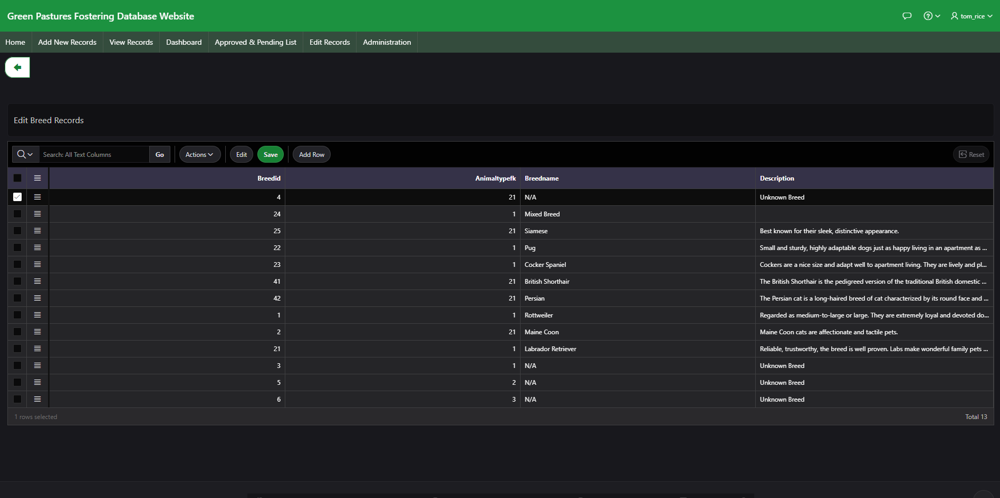 Green Pastures Fostering Database Website
tom_rice
Home Add New Records View Records Dashboard Approved & Pending List Edit Records Administration
Edit Breed Records
Search: All Text Columns Go Actions Edit Save Add Row Reset
Breedid Animaltypefk Breedname Description
4 21 N/A Unknown Breed
24 1 Mixed Breed
25 21 Siamese Best known for their sleek, distinctive appearance.
22 1 Pug Small and sturdy, highly adaptable dogs just as happy living in an apartment as ...
23 1 Cocker Spaniel Cockers are a nice size and adapt well to apartment living. They are lively and pl...
41 21 British Shorthair The British Shorthair is the pedigreed version of the traditional British domestic ...
42 21 Persian The Persian cat is a long-haired breed of cat characterized by its round face and ...
1 1 Rottweiler Regarded as medium-to-large or large. They are extremely loyal and devoted do...
2 21 Maine Coon Maine Coon cats are affectionate and tactile pets.
21 1 Labrador Retriever Reliable, trustworthy, the breed is well proven. Labs make wonderful family pets ...
3 1 N/A Unknown Breed
5 2 N/A Unknown Breed
6 3 N/A Unknown Breed
1 rows selected Total 13